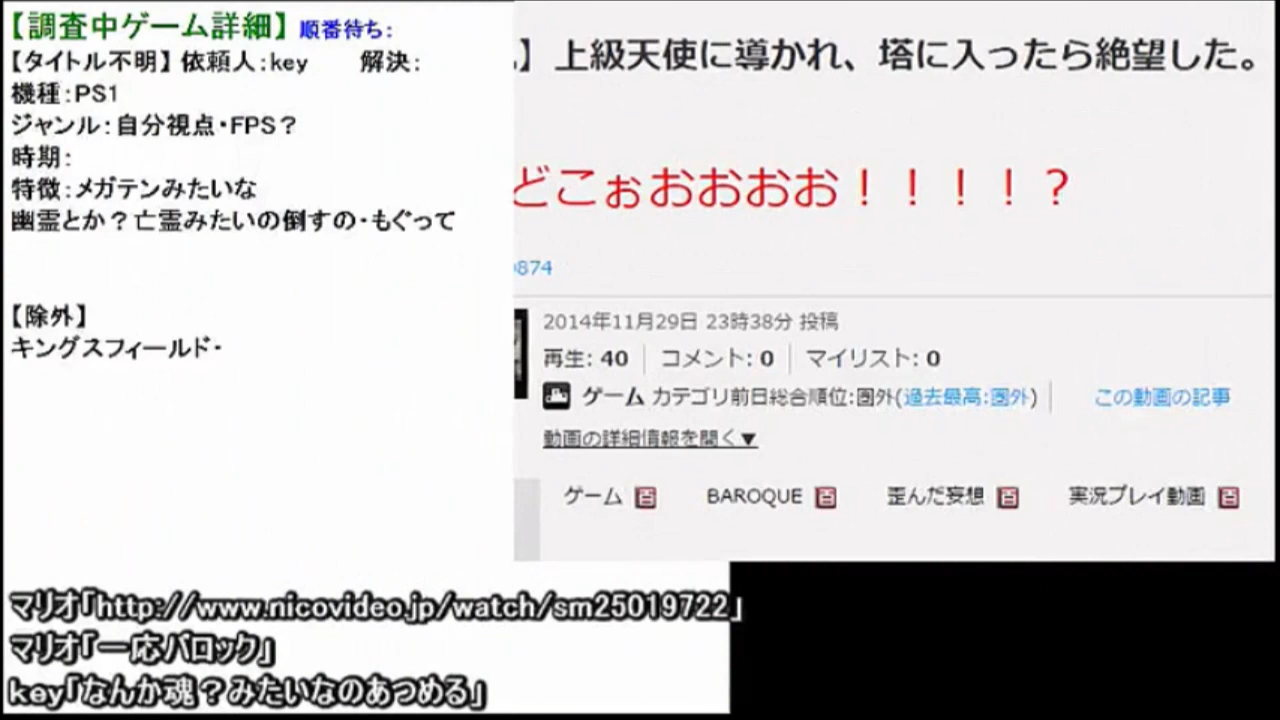 【調査中ゲーム詳細】 順番待ち：
【タイトル不明】 依頼人：key　　解決：
機種：PS1
ジャンル：自分視点・FPS？
時期：
特徴：メガテンみたいな
幽霊とか？亡霊みたいの倒すの・もぐって
【除外】
キングスフィールド・
】上級天使に導かれ、塔に入ったら絶望した。
どこぉおおおお！！！！？
874
2014年11月29日 23時38分 投稿
再生: 40 コメント: 0 マイリスト: 0
ゲーム カテゴリ前日総合順位:圏外(過去最高:圏外) この動画の記事
動画の詳細情報を開く▼
ゲーム BAROQUE 歪んだ妄想 実況プレイ動画
マリオ「http://www.nicovideo.jp/watch/sm25019722」
マリオ「一応バロック」
key「なんか魂？みたいなのあつめる」